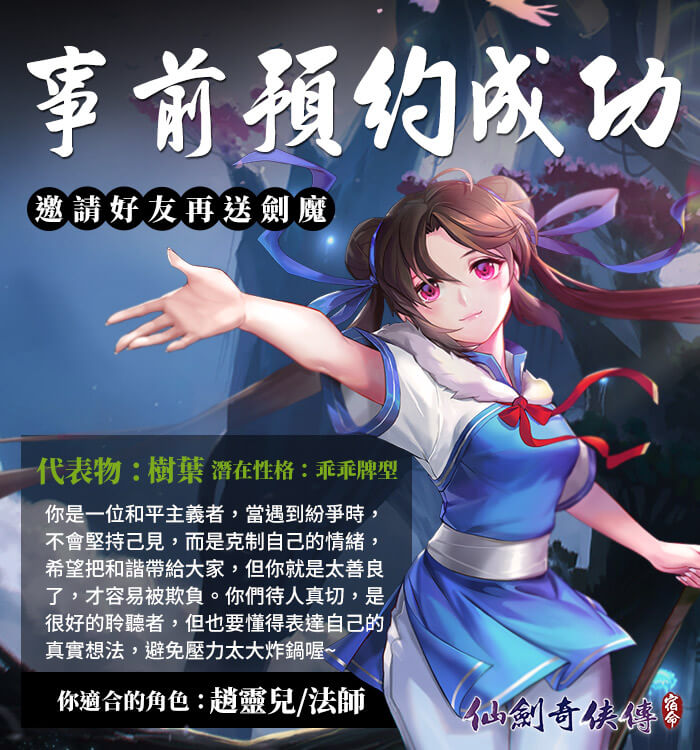 事前預約成功
邀請好友再送劍魔
代表物：樹葉 潛在性格：乖乖牌型
你是一位和平主義者，當遇到紛爭時，
不會堅持己見，而是克制自己的情緒，
希望把和諧帶給大家，但你就是太善良
了，才容易被欺負。你們待人真切，是
很好的聆聽者，但也要懂得表達自己的
真實想法，避免壓力太大炸鍋喔~
你適合的角色：趙靈兒/法師
仙劍奇俠傳 宿命